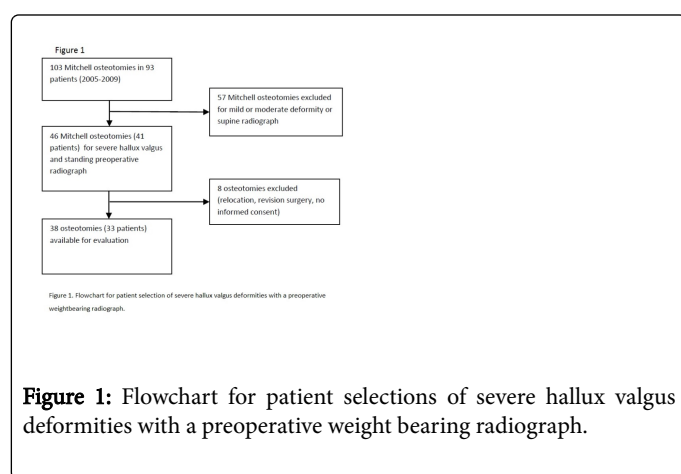 Figure 1
103 Mitchell osteotomies in 93
patients (2005-2009)
57 Mitchell osteotomies excluded
for mild or moderate deformity or
supine radiograph
46 Mitchell osteotomies (41
patients) for severe hallux valgus
and standing preoperative
radiograph
8 osteotomies excluded
(relocation, revision surgery, no
informed consent)
38 osteotomies (33 patients)
available for evaluation
Figure 1. Flowchart for patient selection of severe hallux valgus deformities with a preoperative
weightbearing radiograph.
Figure 1: Flowchart for patient selections of severe hallux valgus
deformities with a preoperative weight bearing radiograph.